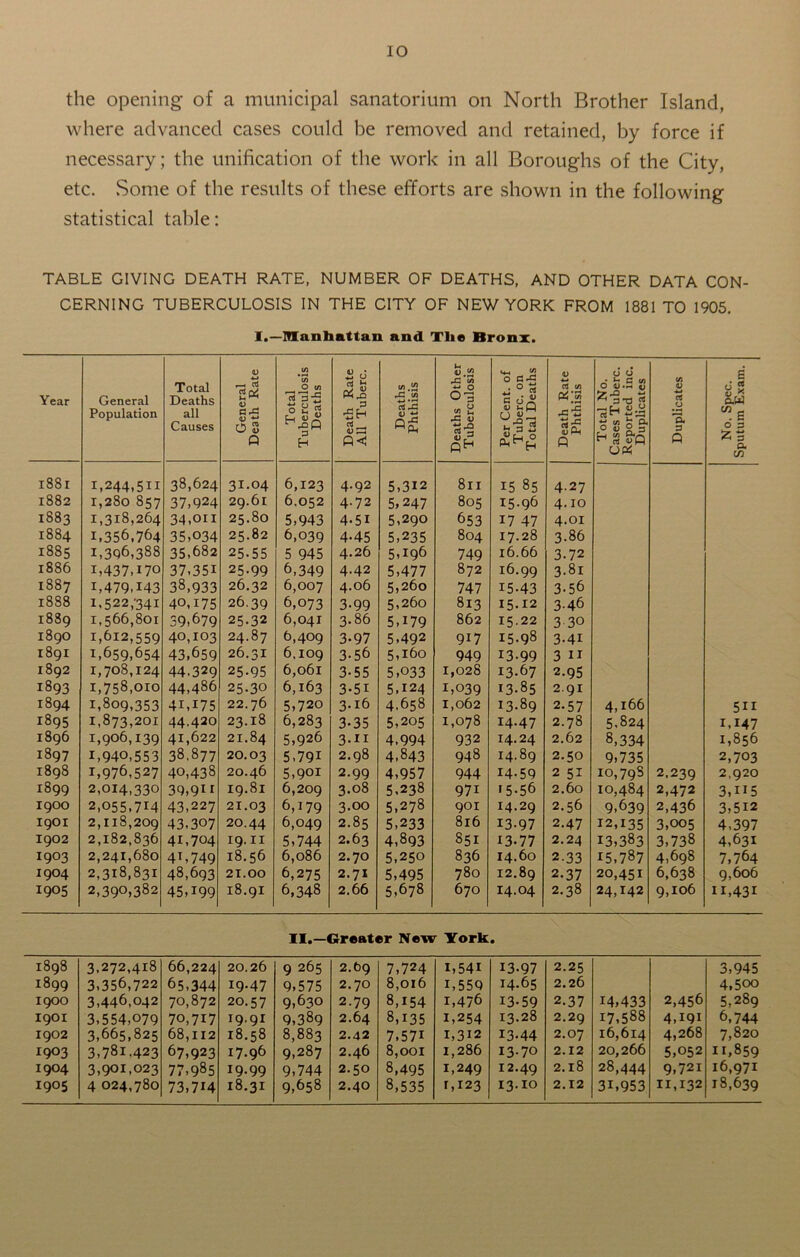 10
the opening of a municipal sanatorium on North Brother Island,
where advanced cases could be removed and retained, by force if
necessary; the unification of the work in all Boroughs of the City,
etc. Some of the results of these efforts are shown in the following
statistical table:
TABLE GIVING DEATH RATE, NUMBER OF DEATHS, AND OTHER DATA CON-
CERNING TUBERCULOSIS IN THE CITY OF NEW YORK FROM 1881 TO 1905.
I.—Manhattan and The Bronx.
Year | General Population | Total Deaths all Causes | General Death Rate | Total Tuberculosis Deaths | Death Rate All Tuberc. | Deaths Phthisis | Deaths Other Tuberculosis | Per Cent. of Tuberc. on Total Deaths | Death Rate Phthisis | Total No. Cases Tuberc. Reported inc. Duplicates | Duplicates | No. Spec. Sputum Exam.
1881 1,244,511 38,624 31.04 6,123 4.92 5,312 811 15 85 4.27
1882 1,280 857 37,924 29.61 6.052 4.72 5,247 805 15.96 4.10
1883 1,318,264 34,011 25.80 5,943 4.51 5,290 653 17 47 4.01
1884 1,356,764 35,034 25.82 6,039 4.45 5,235 804 17.28 3.86
1885 1,396,388 35,682 25.55 5 945 4.26 5,196 749 16.66 3.72
1886 1,437,170 37,351 25.99 6,349 4.42 5,477 872 16.99 3.81
1887 1,479,143 38,933 26.32 6,007 4.06 5,260 747 15.43 3.56
1888 1,522,341 40,175 26.39 6,073 3.99 5,260 813 15.12 3.46
1889 1,566,801 39,679 25.32 6,041 3.86 5,179 862 15.22 3 30
1890 1,612,559 40,103 24.87 6,409 3.97 5,492 917 15.98 3.41
1891 1,659,654 43,659 26.31 6,109 3.56 5,160 949 13.99 3 11
1892 1,708,124 44,329 25.95 6,061 3.55 5,033 1,028 13.67 2.95
1893 1,758,010 44,486 25.30 6,163 3.51 5,124 1,039 13.85 2.91
1894 1,809,353 41,175 22.76 5,720 3.16 4,658 1,062 13.89 2.57 4,166 511
1895 1,873,201 44,420 23.18 6,283 3.35 5,205 1,078 14.47 2.78 5,824 1,147
1896 1,906,139 41,622 21.84 5,926 3.11 4,994 932 14.24 2.62 8,334 1,856
1897 1,940,553 38,877 20.03 5,791 2.98 4,843 948 14.89 2.50 9,735 2,703
1898 1,976,527 40,438 20.46 5,901 2.99 4,957 944 14.59 2 51 10,798 2,239 2,920
1899 2,014,330 39,911 19.81 6,209 3.08 5,238 971 15.56 2.60 10,484 2,472 3,115
1900 2,055,714 43,227 21.03 6,179 3.00 5,278 901 14.29 2.56 9,639 2,436 3,512
1901 2,118,209 43,307 20.44 6,049 2.85 5,233 816 13.97 2.47 12,135 3,005 4,397
1902 2,182,836 41,704 19.11 5,744 2.63 4,893 851 13.77 2.24 13,383 3,738 4,631
1903 2,241,680 41,749 18.56 6,086 2.70 5,250 836 14.60 2.33 15,787 4,698 7,764
1904 2,318,831 48,693 21.00 6,275 2.71 5,495 780 12.89 2.37 20,451 6,638 9,606
1905 2,390,382 45,199 18.91 6,348 2.66 5,678 670 14.04 2.38 24,142 9,106 11,431
II.—Greater New York.
1898 3,272,418 66,224 20.26 9 265 2.69 7,724 1,541 13.97 2.25 3,945
1899 3,356,722 65,344 19.47 9,575 2.70 8,016 1,559 14.65 2.26 4,500
1900 3,446,042 70,872 20.57 9,630 2.79 8,154 1,476 13.59 2.37 14,433 2,456 5,289
1901 3,554,079 70,717 19.91 9,389 2.64 8,135 1,254 13.28 2.29 17,588 4,191 6,744
1902 3,665,825 68,112 18.58 8,883 2.42 7,571 1,312 13.44 2.07 16,614 4,268 7,820
1903 3,781,423 67,923 17.96 9,287 2.46 8,001 1,286 13.70 2.12 20,266 5,052 11,859
1904 3,901,023 77,985 19.99 9,744 2.50 8,495 1,249 12.49 2.18 28,444 9,721 16,971
1905 4 024,780 73,714 18.31 9,658 2.40 8,535 1,123 13.10 2.12 31,953 11,132 18,639